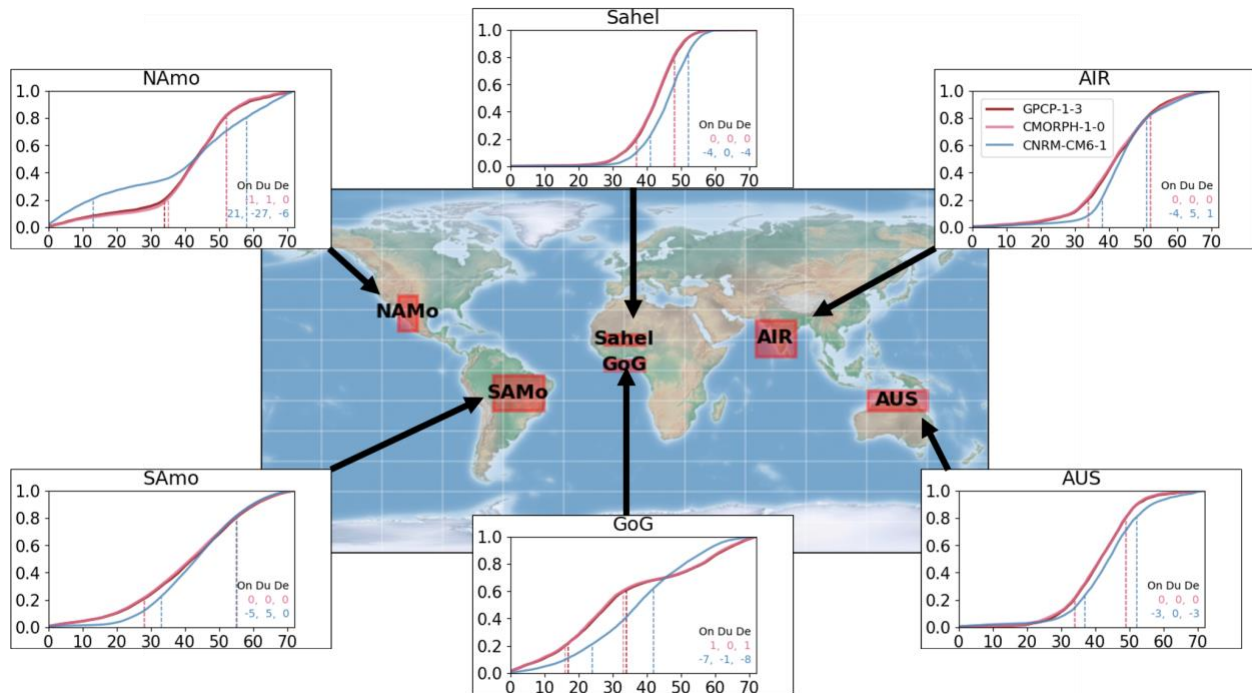 Sahel
1.0
0.8
0.6
0.4
0.2
0.0
On Du De
0, 0, 0
-4, 0, -4
0 10 20 30 40 50 60 70
NAmo
1.0
0.8
0.6
0.4
0.2
0.0
On Du De
1, 1, 0
21, -27, -6
0 10 20 30 40 50 60 70
AIR
1.0
0.8
0.6
0.4
0.2
0.0
GPCP-1-3
CMORPH-1-0
CNRM-CM6-1
On Du De
0, 0, 0
-4, 5, 1
0 10 20 30 40 50 60 70
NAMo
Sahel
GoG
AIR
SAMo
AUS
SAmo
1.0
0.8
0.6
0.4
0.2
0.0
On Du De
0, 0, 0
-5, 5, 0
0 10 20 30 40 50 60 70
GoG
1.0
0.8
0.6
0.4
0.2
0.0
On Du De
1, 0, 1
-7, -1, -8
0 10 20 30 40 50 60 70
AUS
1.0
0.8
0.6
0.4
0.2
0.0
On Du De
0, 0, 0
-3, 0, -3
0 10 20 30 40 50 60 70